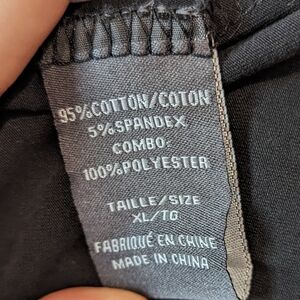 95%COTTON/COTON
5%SPANDEX
COMBO:
100%POLYESTER
TAILLE/SIZE
XL/TG
FABRIQUÉ EN CHINE
MADE IN CHINA